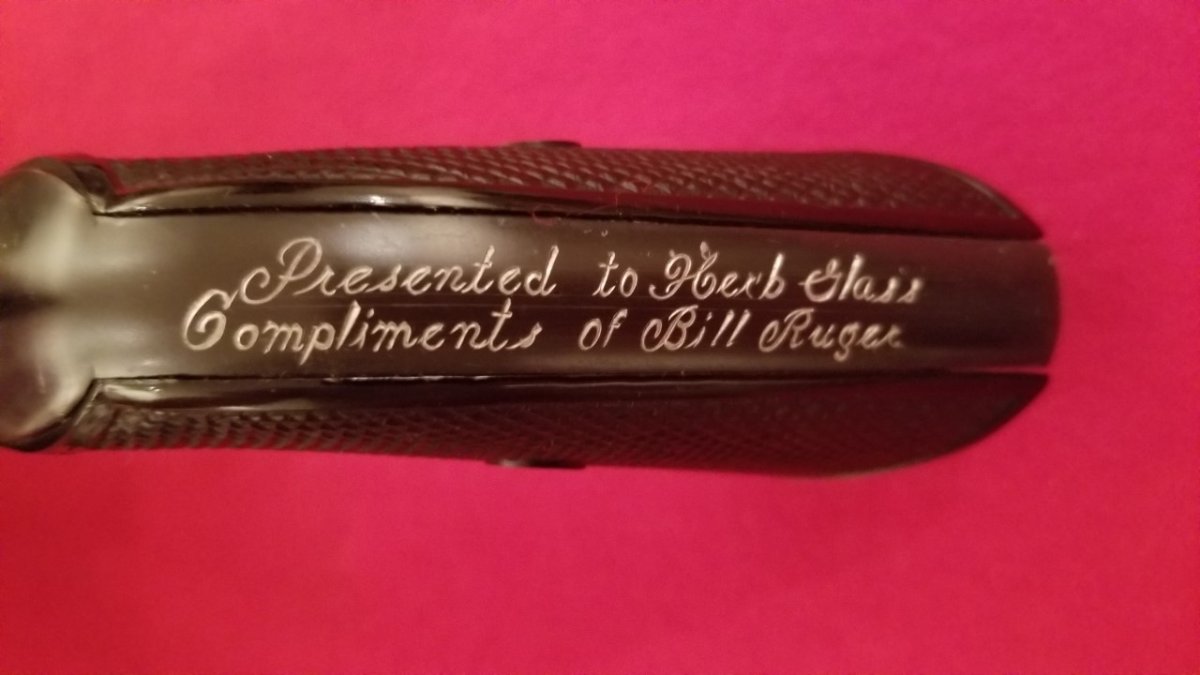 Presented to Herb Glass
Compliments of Bill Ruger